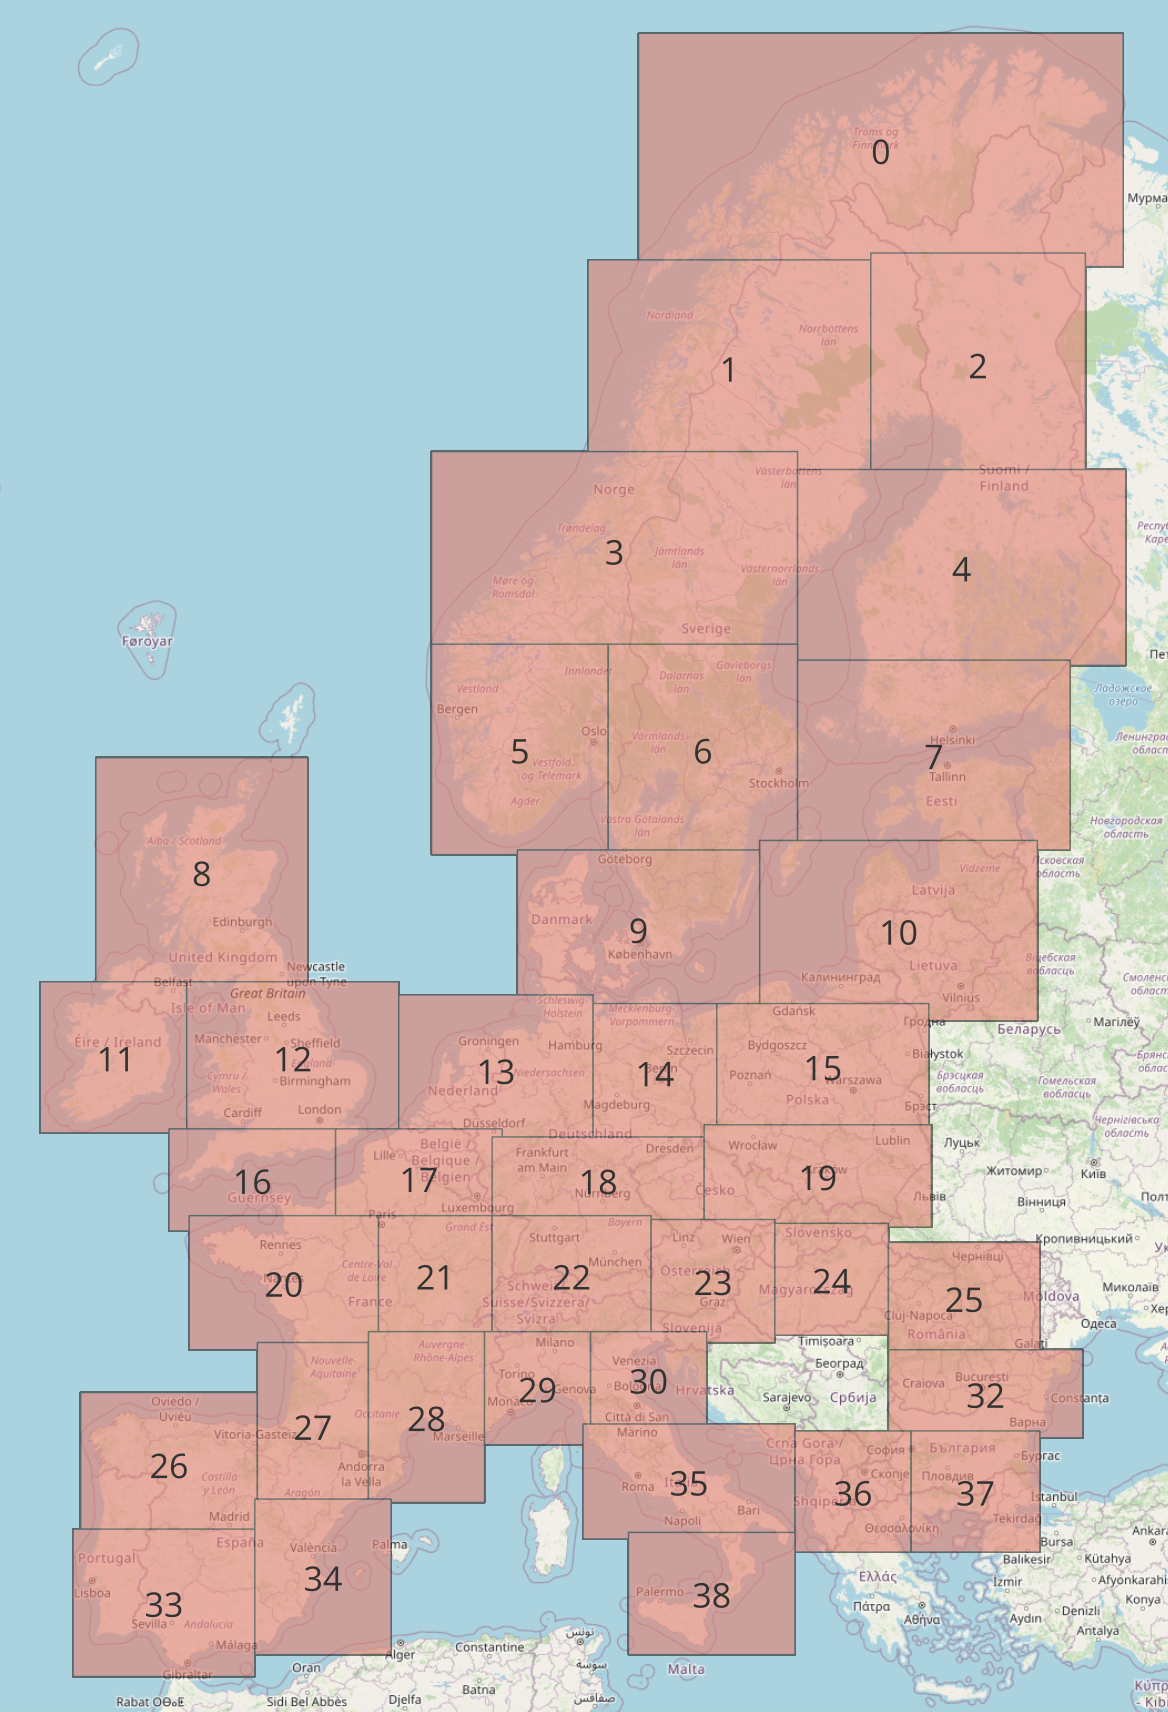 Troms og
Finnmark
0
Мурма
Nordland
Norrbottens
län
1
2
Västerbottens
län
Suomi /
Finland
Norge
Trøndelag
3
Jämtlands
län
Västernorrlands
län
4
Møre og
Romsdal
Sverige
Респу
Каре
Føroyar
Пет
Innlandet
Gävleborgs
län
Dalarnas
län
Vestland
Bergen
Oslo
Värmlands
län
5
6
Helsinki
7
Ладожское
озеро
Ленинград
область
Vestfold
og Telemark
Stockholm
Tallinn
Eesti
Agder
Västra Götalands
län
Новгородская
область
Alba / Scotland
8
Göteborg
Псковская
область
Vidzeme
Latvija
Edinburgh
Danmark
9
København
10
United Kingdom
Newcastle
upon Tyne
Belfast
Lietuva
Калининград
Vilnius
Віцебская
вобласць
Смоленс
област
Great Britain
Isle of Man
Leeds
Schleswig-
Holstein
Mecklenburg-
Vorpommern
Gdańsk
Гродна
Беларусь
Магілёў
Éire / Ireland
11
Manchester
Sheffield
12
England
Cymru /
Wales
Birmingham
Groningen
Hamburg
Szczecin
Bydgoszcz
Białystok
Niedersachsen
13
Berlin
14
Poznań
15
Warszawa
Брэсцкая
вобласць
Гомельская
вобласць
Nederland
Cardiff
London
Magdeburg
Polska
Брэст
Düsseldorf
Deutschland
Чернігівська
область
Lille
België /
Belgique /
Belgien
Frankfurt
am Main
Dresden
Wrocław
Lublin
Луцьк
Київ
16
17
18
19
Kraków
Guernsey
Nürnberg
Česko
Житомир
Полт
Luxembourg
Львів
Вінниця
Paris
Grand Est
Bayern
Rennes
Stuttgart
Linz
Wien
Slovensko
Кропивницький
Centre-Val
de Loire
München
Österreich
Чернівці
20
Nantes
21
22
23
24
Magyarország
France
Schweiz/
Suisse/Svizzera/
Svizra
Graz
Slovenija
25
Moldova
Миколаїв
Хер
Cluj-Napoca
România
Одеса
Galați
Auvergne-
Rhône-Alpes
Milano
Timișoara
Nouvelle-
Aquitaine
Torino
Venezia
Београд
29
30
Bologna
Genova
Hrvatska
Monaco
Craiova
București
32
Constanța
Sarajevo
Србија
Варна
Oviedo /
Uviéu
Occitanie
28
Città di San
Marino
Vitoria-Gasteiz
27
Marseille
Crna Gora /
Црна Гора
София
България
Бургас
26
Castilla
y León
Andorra
la Vella
Roma
Italia
35
Скопје
Пловдив
Aragón
Shqipëria
36
37
İstanbul
Madrid
Bari
Napoli
Θεσσαλονίκη
Tekirdağ
España
Palma
Bursa
Ankara
Portugal
València
Balıkesir
Kütahya
Lisboa
34
Palermo
38
Ελλάς
İzmir
Afyonkarahis
33
Sevilla
Andalucía
Πάτρα
Αθήνα
Konya
Aydın
Denizli
Málaga
Antalya
Gibraltar
Alger
Constantine
تونس
Oran
سوسة
Malta
Batna
Rabat ⵔⴱⴰⵟ
Sidi Bel Abbès
Djelfa
صفاقس
Κύπρ
- Kıb